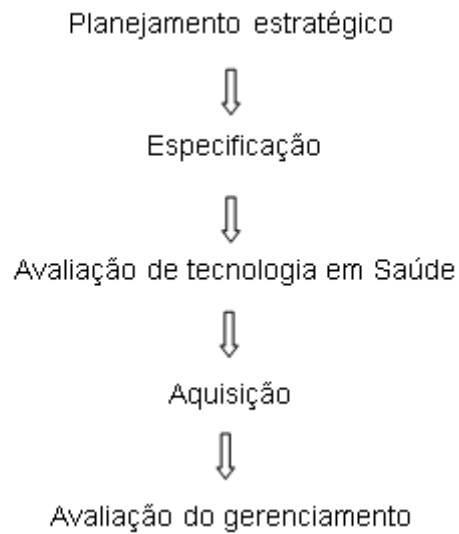 Planejamento estratégico
Especificação
Avaliação de tecnologia em Saúde
Aquisição
Avaliação do gerenciamento